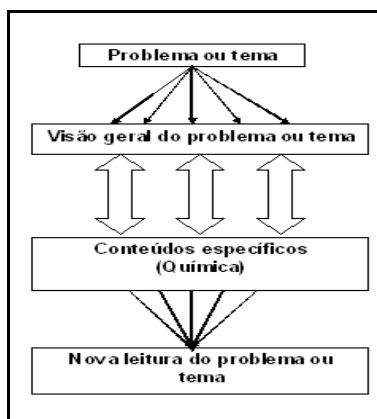 Problema ou tema
Visão geral do problema ou tema
Conteúdos específicos
(Química)
Nova leitura do problema ou
tema